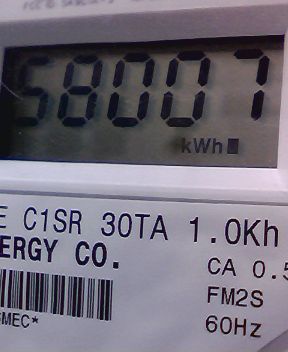 58007
kWh
E C1SR 30TA 1.0Kh
ERGY CO.
CA 0.5
FM2S
60Hz
MEC*